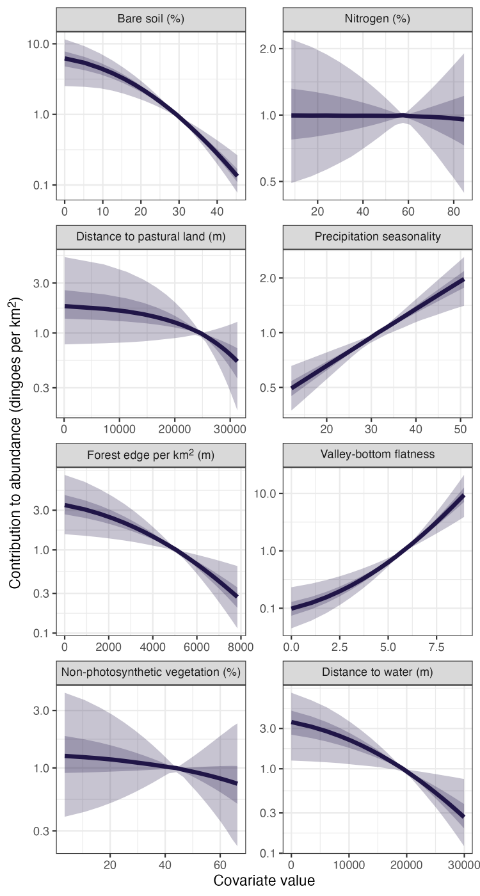 Bare soil (%)
Nitrogen (%)
10.0
1.0
0.1
0 10 20 30 40
2.0
1.0
0.5
20 40 60 80
Distance to pastural land (m)
Precipitation seasonality
3.0
1.0
0.3
0 10000 20000 30000
2.0
1.0
0.5
20 30 40 50
Contribution to abundance (dingoes per km²)
Forest edge per km² (m)
Valley-bottom flatness
3.0
1.0
0.3
0.1
0 2000 4000 6000 8000
10.0
1.0
0.1
0.0 2.5 5.0 7.5
Non-photosynthetic vegetation (%)
Distance to water (m)
3.0
1.0
0.3
20 40 60
3.0
1.0
0.3
0.1
0 10000 20000 30000
Covariate value